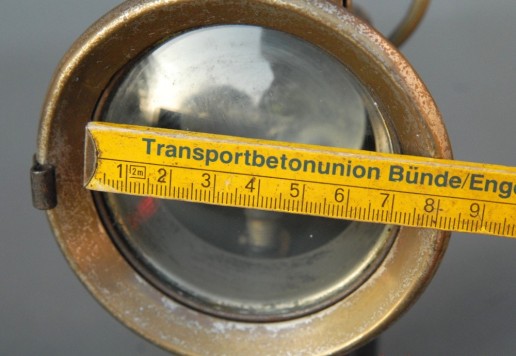 Transportbetonunion Bünde/Enge
1 2m 2 3 4 5 6 7 8 9